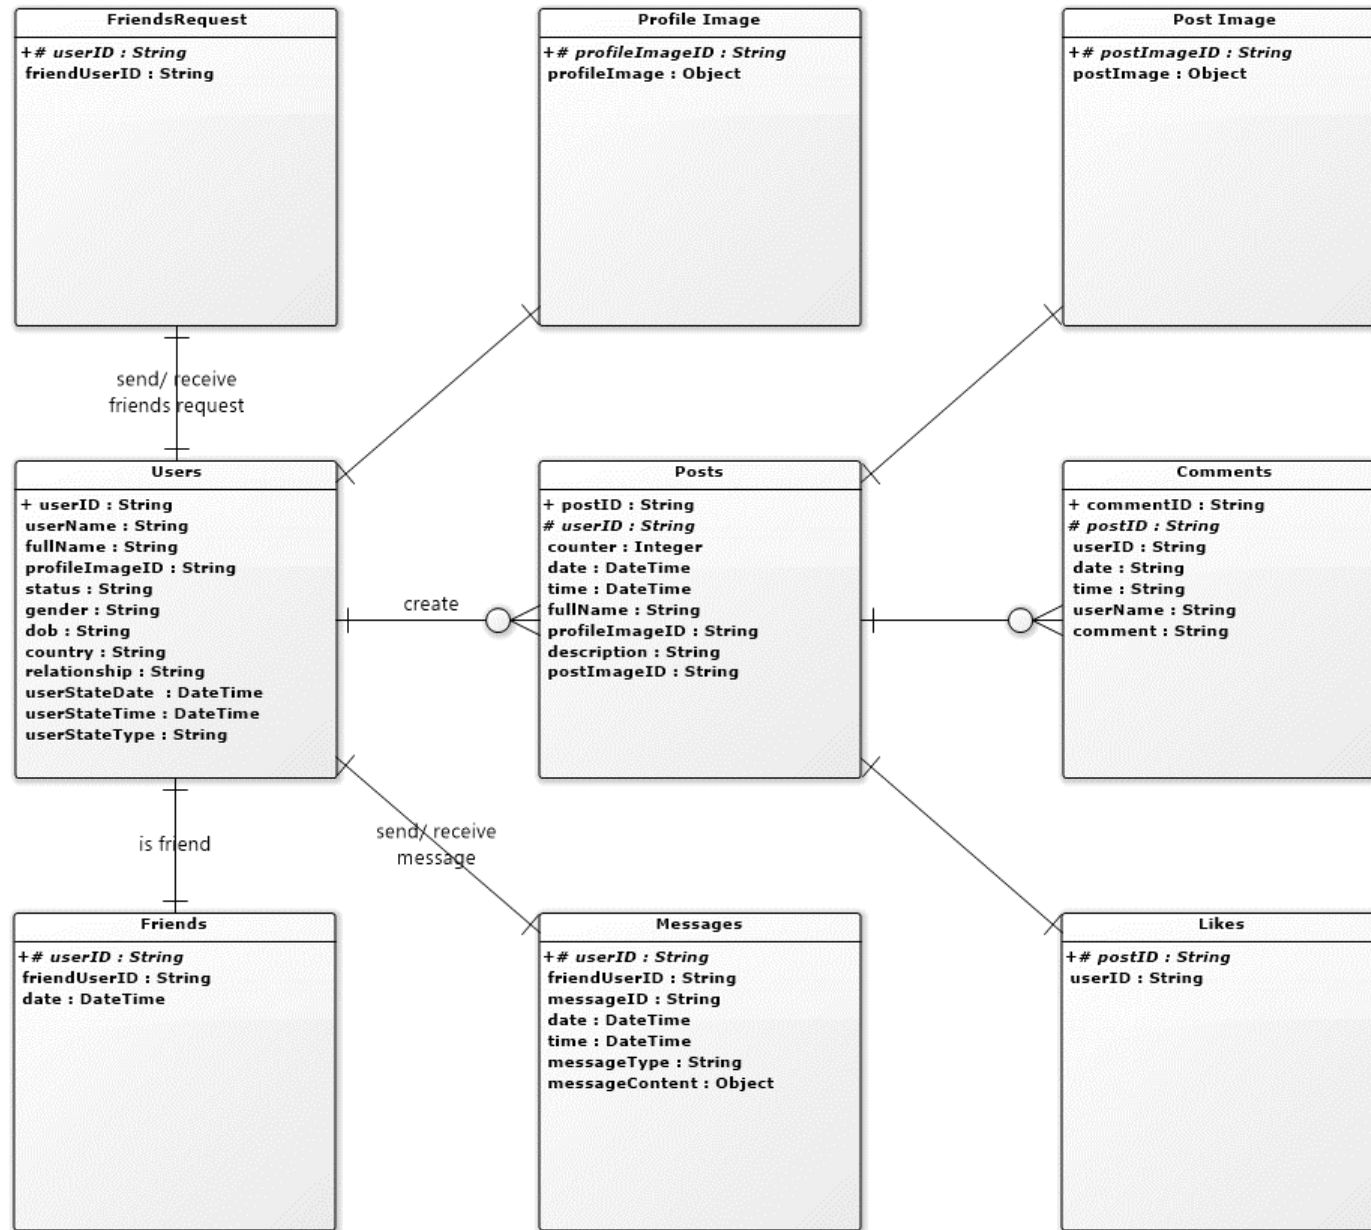 FriendsRequest
+# userID : String
friendUserID : String
Profile Image
+# profileImageID : String
profileImage : Object
Post Image
+# postImageID : String
postImage : Object
send/ receive
friends request
Users
+ userID : String
userName : String
fullName : String
profileImageID : String
status : String
gender : String
dob : String
country : String
relationship : String
userStateDate : DateTime
userStateTime : DateTime
userStateType : String
create
Posts
+ postID : String
# userID : String
counter : Integer
date : DateTime
time : DateTime
fullName : String
profileImageID : String
description : String
postImageID : String
Comments
+ commentID : String
# postID : String
userID : String
date : String
time : String
userName : String
comment : String
is friend
send/ receive
message
Friends
+# userID : String
friendUserID : String
date : DateTime
Messages
+# userID : String
friendUserID : String
messageID : String
date : DateTime
time : DateTime
messageType : String
messageContent : Object
Likes
+# postID : String
userID : String